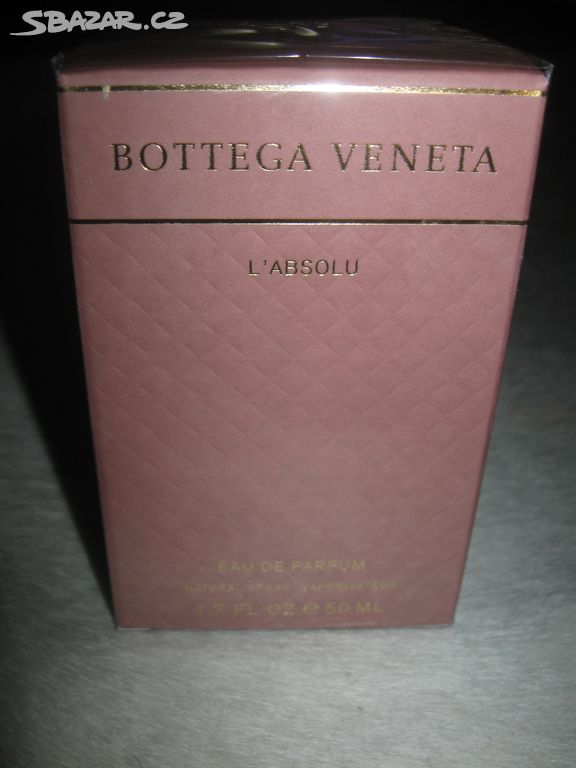 SBAZAR.CZ
BOTTEGA VENETA
L'ABSOLU
EAU DE PARFUM
NATURAL SPRAY VAPORISATEUR
1.7 FL OZ e 50 ML